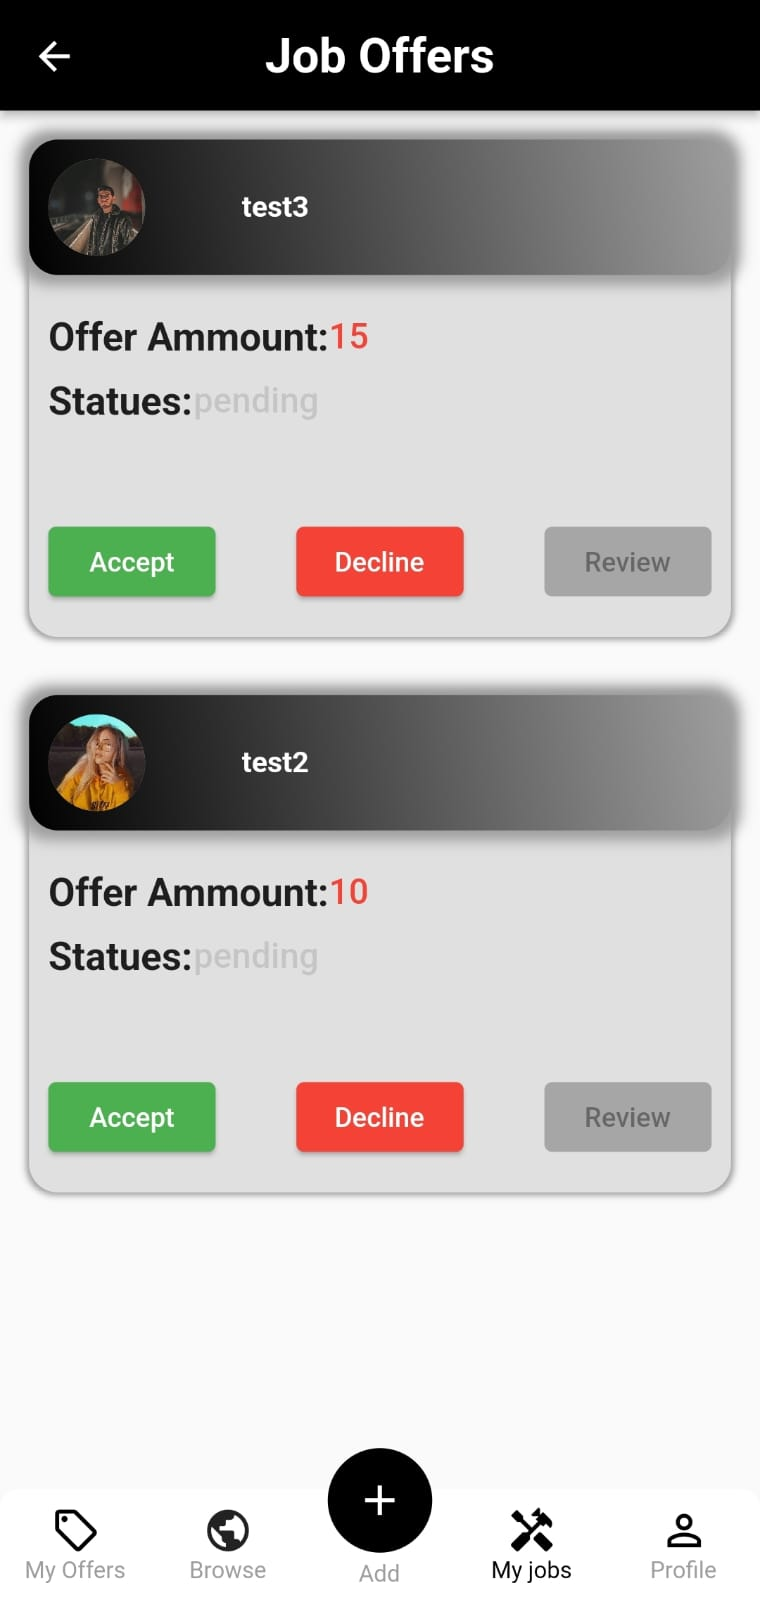 Job Offers
test3
Offer Ammount:15
Statues:pending
Accept Decline Review
test2
Offer Ammount:10
Statues:pending
Accept Decline Review
My Offers Browse Add My jobs Profile